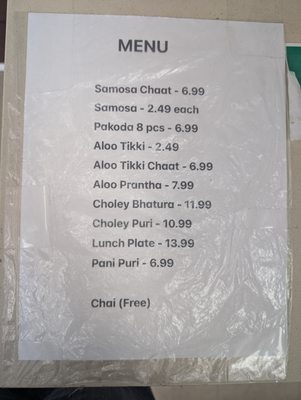 MENU
Samosa Chaat - 6.99
Samosa - 2.49 each
Pakoda 8 pcs - 6.99
Aloo Tikki - 2.49
Aloo Tikki Chaat - 6.99
Aloo Prantha - 7.99
Choley Bhatura - 11.99
Choley Puri - 10.99
Lunch Plate - 13.99
Pani Puri - 6.99
Chai (Free)